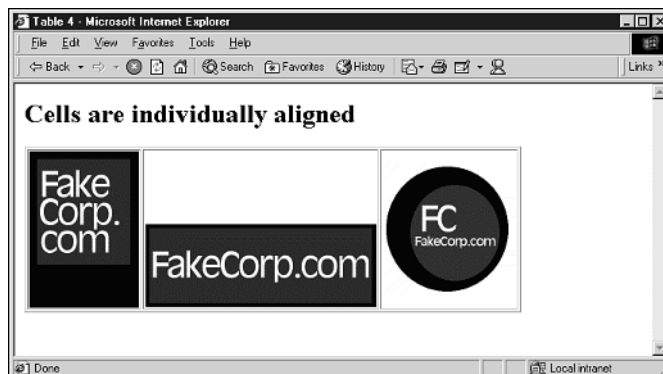 Table 4 - Microsoft Internet Explorer
File Edit View Favorites Tools Help
Back Search Favorites History Links »
Cells are individually aligned
Fake
Corp.
com
FakeCorp.com
FC
FakeCorp.com
Done Local intranet